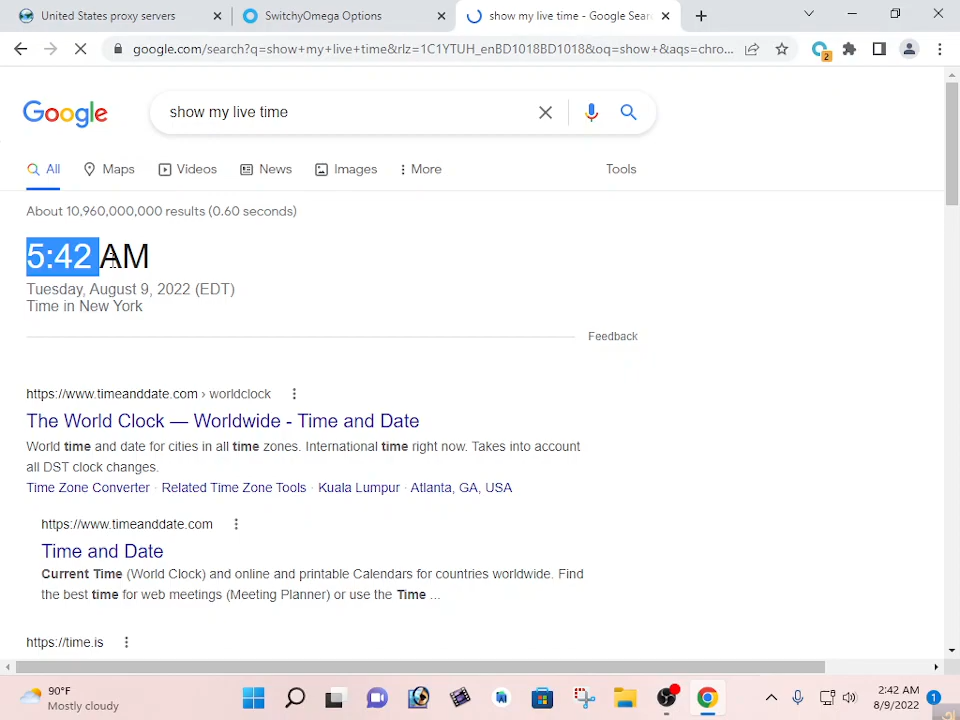 United States proxy servers
SwitchyOmega Options
show my live time - Google Sear
google.com/search?q=show+my+live+time&rlz=1C1YTUH_enBD1018BD1018&oq=show+&aqs=chro...
2
Google
show my live time
All
Maps
Videos
News
Images
More
Tools
About 10,960,000,000 results (0.60 seconds)
5:42 AM
Tuesday, August 9, 2022 (EDT)
Time in New York
Feedback
https://www.timeanddate.com › worldclock
The World Clock — Worldwide - Time and Date
World time and date for cities in all time zones. International time right now. Takes into account
all DST clock changes.
Time Zone Converter · Related Time Zone Tools · Kuala Lumpur · Atlanta, GA, USA
https://www.timeanddate.com
Time and Date
Current Time (World Clock) and online and printable Calendars for countries worldwide. Find
the best time for web meetings (Meeting Planner) or use the Time ...
https://time.is
90°F
Mostly cloudy
2:42 AM
8/9/2022
1